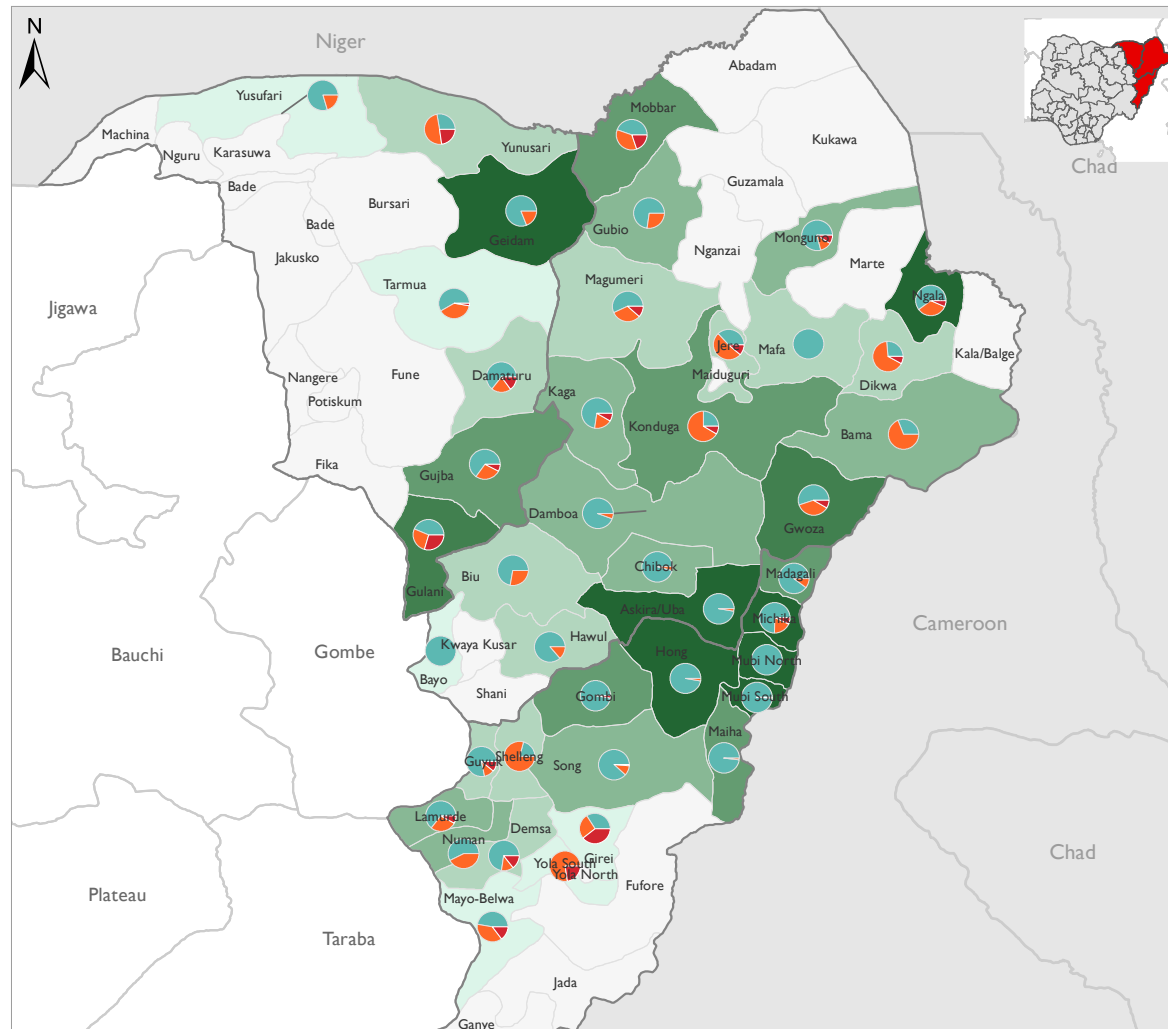 N
Niger
Abadam
Yusufari
Mobbar
Machina
Kukawa
Nguru
Karasuwa
Yunusari
Chad
Bade
Guzamala
Bursari
Bade
Gubio
Geidam
Monguno
Nganzai
Jakusko
Marte
Tarmua
Magumeri
Ngala
Jigawa
Jere
Mafa
Kala/Balge
Maiduguri
Nangere
Fune
Damaturu
Dikwa
Potiskum
Kaga
Konduga
Bama
Fika
Gujba
Damboa
Gwoza
Chibok
Madagali
Biu
Gulani
Askira/Uba
Michika
Cameroon
Hawul
Kwaya Kusar
Bauchi
Gombe
Hong
Mubi North
Bayo
Shani
Gombi
Mubi South
Maiha
Guyuk
Shelleng
Song
Lamurde
Demsa
Numan
Chad
Girei
Yola South
Yola North
Fufore
Plateau
Mayo-Belwa
Taraba
Jada
Ganye